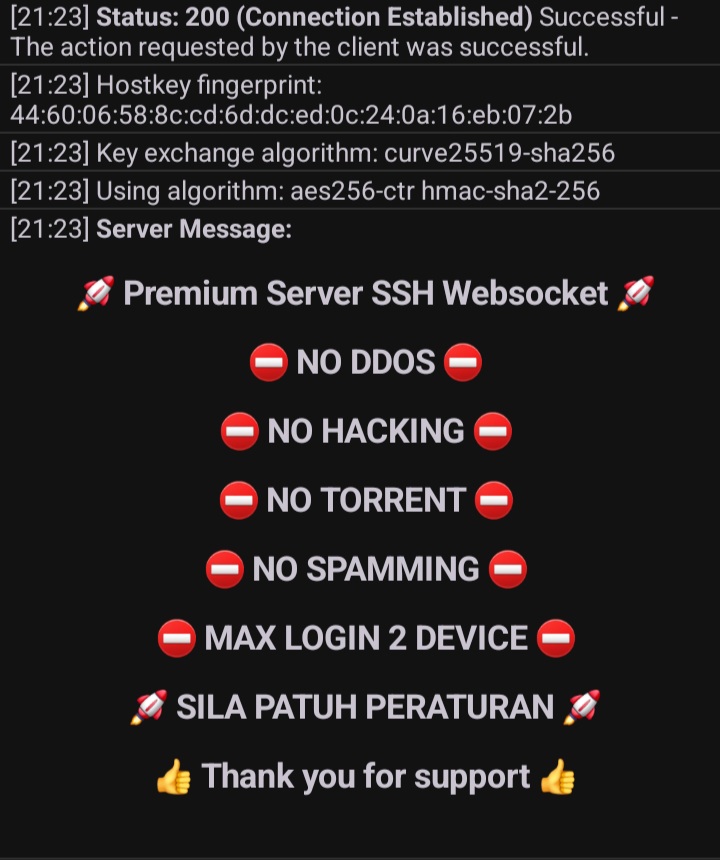 [21:23] Status: 200 (Connection Established) Successful -
The action requested by the client was successful.
[21:23] Hostkey fingerprint:
44:60:06:58:8c:cd:6d:dc:ed:0c:24:0a:16:eb:07:2b
[21:23] Key exchange algorithm: curve25519-sha256
[21:23] Using algorithm: aes256-ctr hmac-sha2-256
[21:23] Server Message:
🚀 Premium Server SSH Websocket 🚀
⛔ NO DDOS ⛔
⛔ NO HACKING ⛔
⛔ NO TORRENT ⛔
⛔ NO SPAMMING ⛔
⛔ MAX LOGIN 2 DEVICE ⛔
🚀 SILA PATUH PERATURAN 🚀
👍 Thank you for support 👍